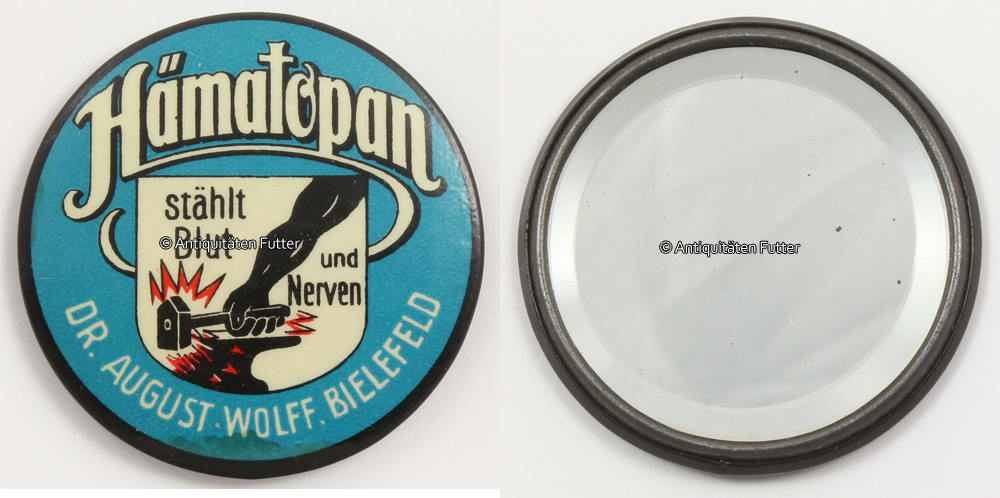 Hämatopan
stählt
Blut
und
Nerven
DR. AUGUST WOLFF. BIELEFELD
© Antiquitäten Futter
© Antiquitäten Futter